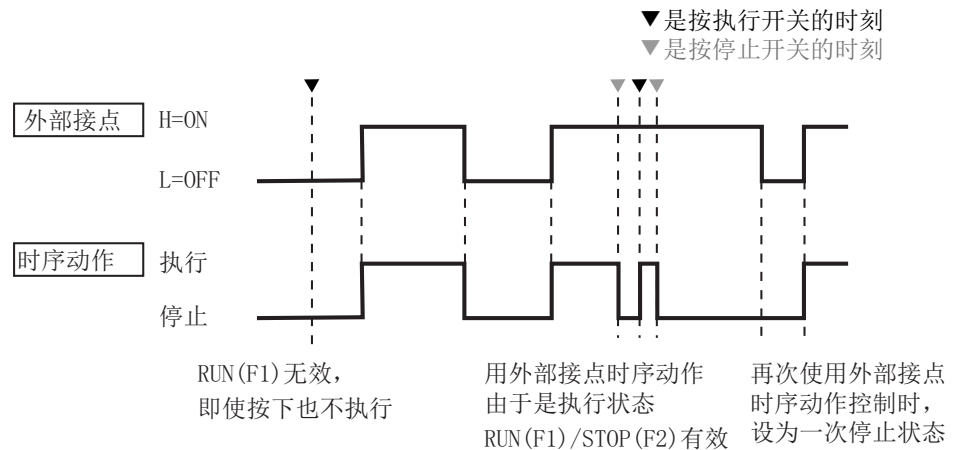 ▼是按执行开关的时刻
▼是按停止开关的时刻
外部接点 H=ON
L=OFF
时序动作 执行
停止
RUN(F1)无效，
即使按下也不执行
用外部接点时序动作
由于是执行状态
RUN(F1)/STOP(F2)有效
再次使用外部接点
时序动作控制时，
设为一次停止状态